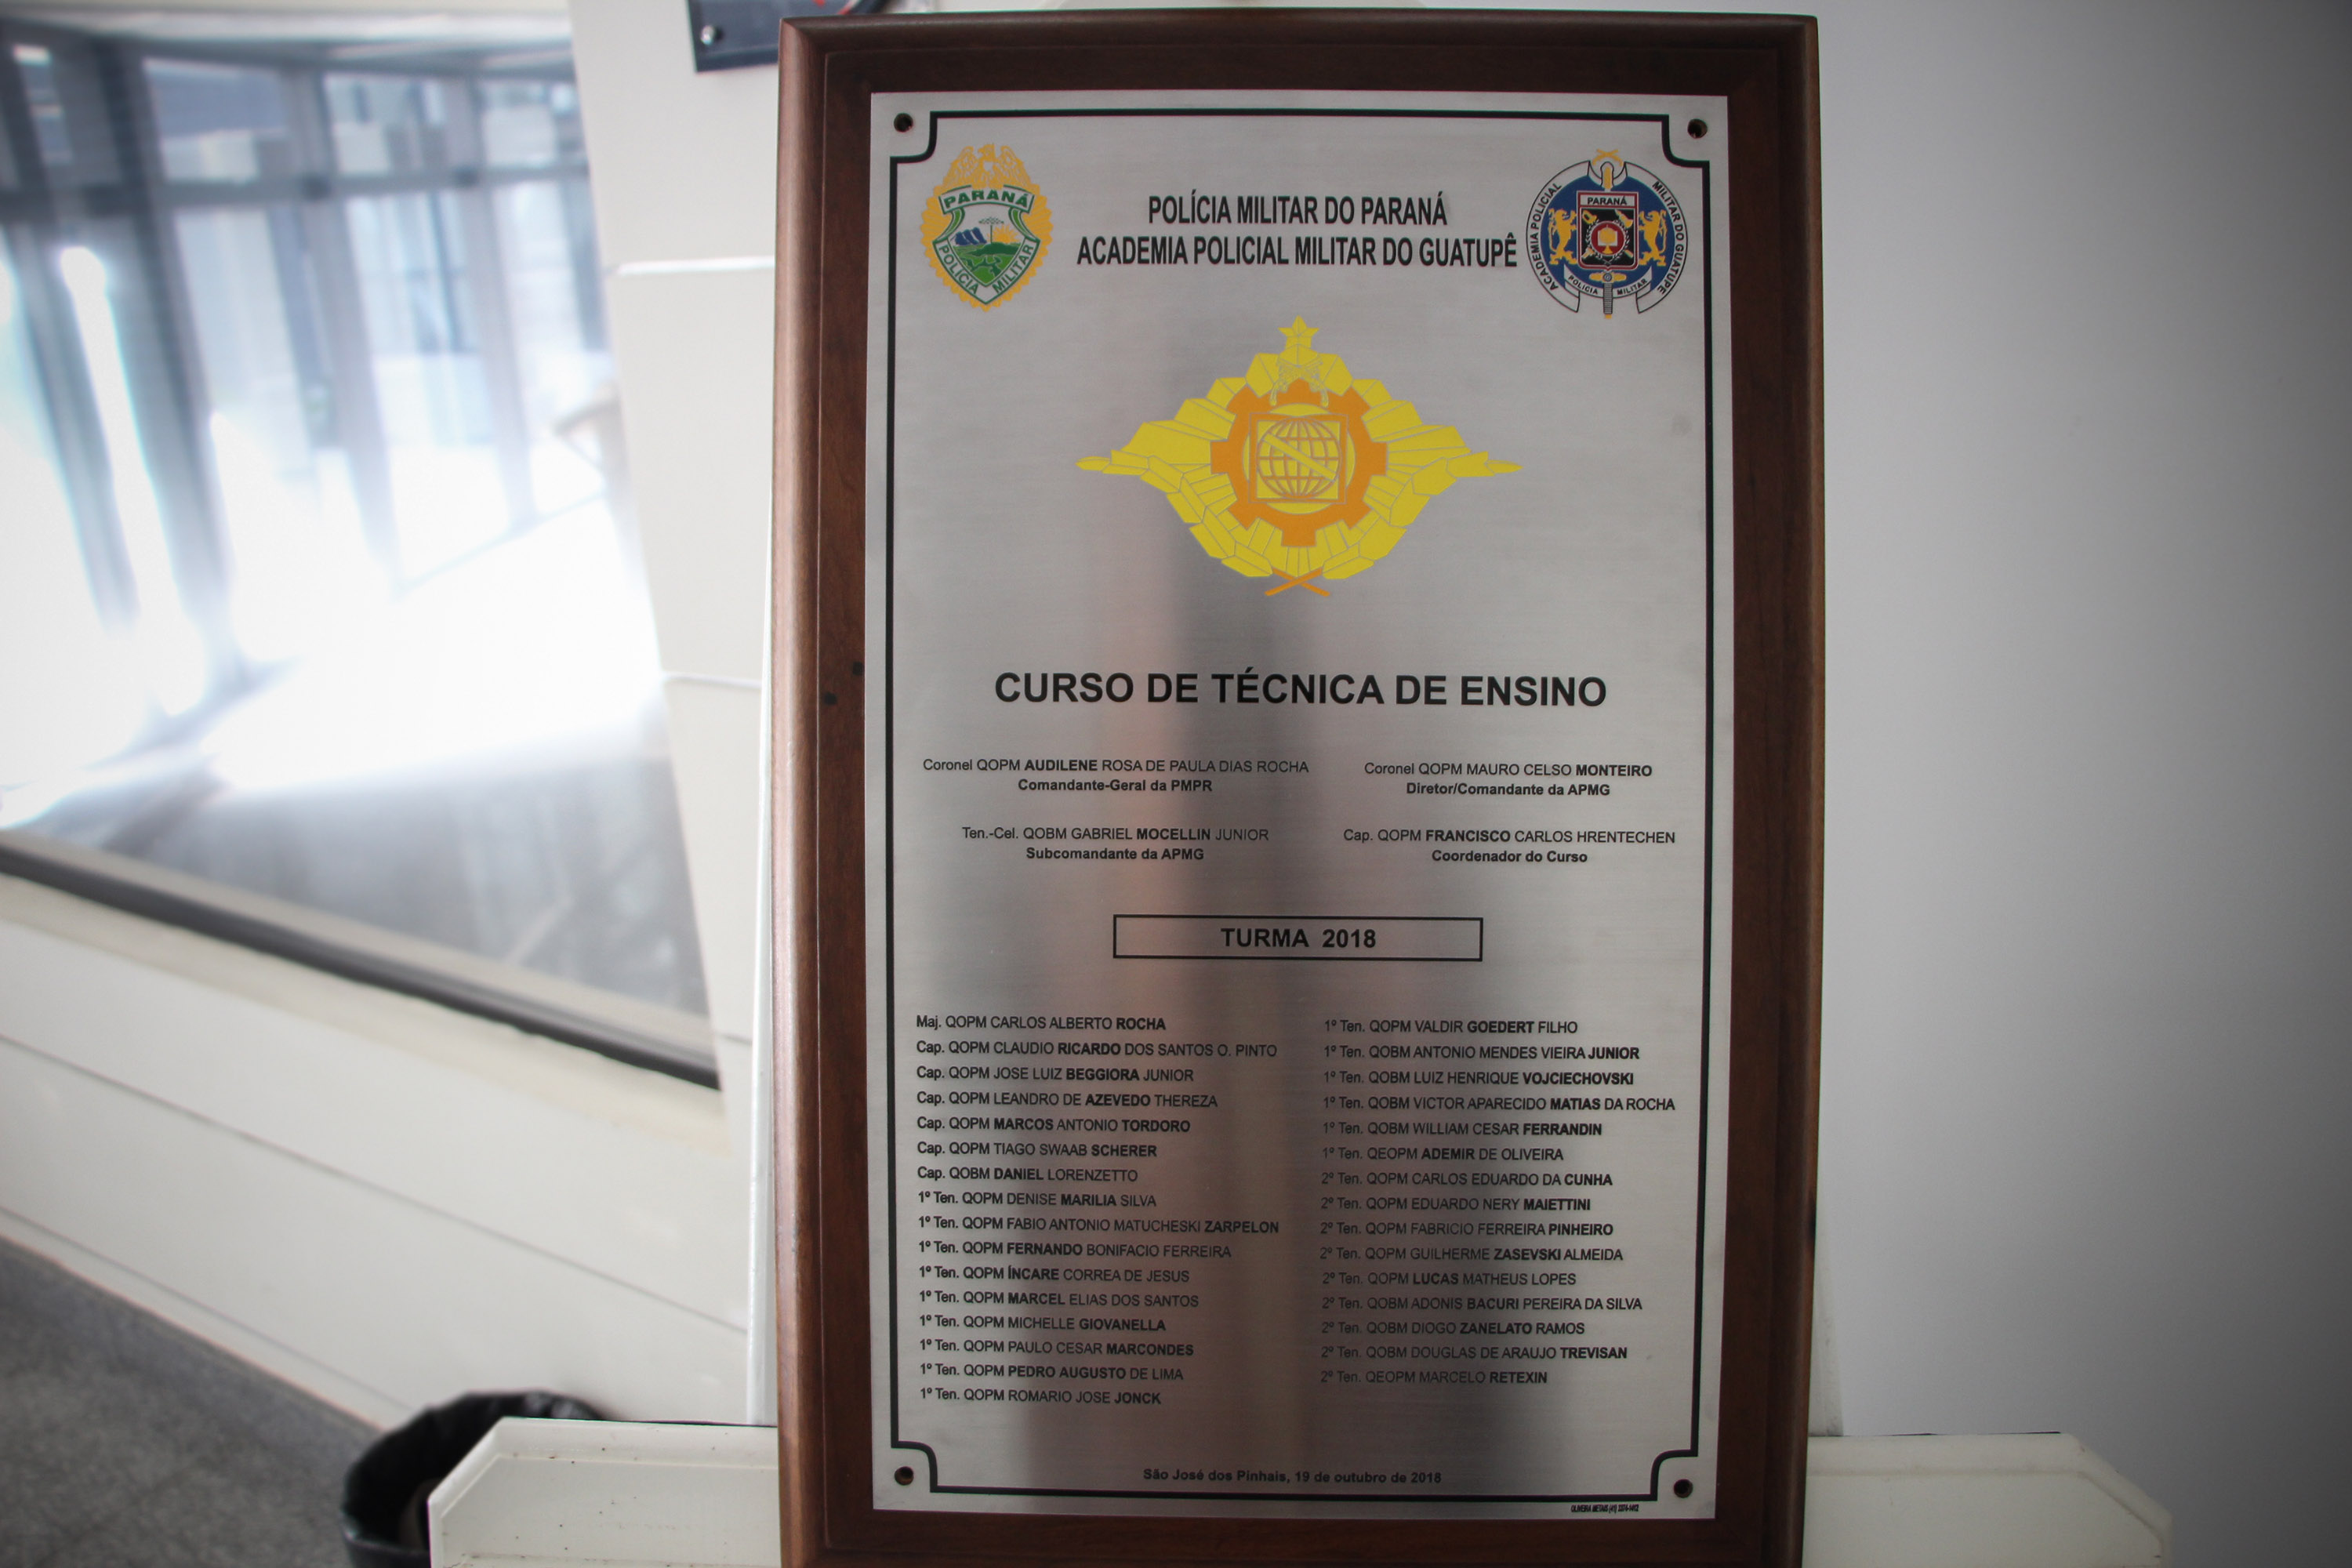 PARANÁ
POLÍCIA MILITAR
POLÍCIA MILITAR DO PARANÁ
ACADEMIA POLICIAL MILITAR DO GUATUPÊ
ACADEMIA POLICIAL MILITAR DO GUATUPÊ
PARANÁ
POLÍCIA MILITAR
CURSO DE TÉCNICA DE ENSINO
Coronel QOPM AUDILENE ROSA DE PAULA DIAS ROCHA
Comandante-Geral da PMPR
Coronel QOPM MAURO CELSO MONTEIRO
Diretor/Comandante da APMG
Ten.-Cel. QOBM GABRIEL MOCELLIN JUNIOR
Subcomandante da APMG
Cap. QOPM FRANCISCO CARLOS HRENTECHEN
Coordenador do Curso
TURMA 2018
Maj. QOPM CARLOS ALBERTO ROCHA
Cap. QOPM CLAUDIO RICARDO DOS SANTOS O. PINTO
Cap. QOPM JOSE LUIZ BEGGIORA JUNIOR
Cap. QOPM LEANDRO DE AZEVEDO THEREZA
Cap. QOPM MARCOS ANTONIO TORDORO
Cap. QOPM TIAGO SWAAB SCHERER
Cap. QOBM DANIEL LORENZETTO
1º Ten. QOPM DENISE MARILIA SILVA
1º Ten. QOPM FABIO ANTONIO MATUCHESKI ZARPELON
1º Ten. QOPM FERNANDO BONIFACIO FERREIRA
1º Ten. QOPM ÍNCARE CORREA DE JESUS
1º Ten. QOPM MARCEL ELIAS DOS SANTOS
1º Ten. QOPM MICHELLE GIOVANELLA
1º Ten. QOPM PAULO CESAR MARCONDES
1º Ten. QOPM PEDRO AUGUSTO DE LIMA
1º Ten. QOPM ROMARIO JOSE JONCK
1º Ten. QOPM VALDIR GOEDERT FILHO
1º Ten. QOBM ANTONIO MENDES VIEIRA JUNIOR
1º Ten. QOBM LUIZ HENRIQUE VOJCIECHOVSKI
1º Ten. QOBM VICTOR APARECIDO MATIAS DA ROCHA
1º Ten. QOBM WILLIAM CESAR FERRANDIN
1º Ten. QEOPM ADEMIR DE OLIVEIRA
2º Ten. QOPM CARLOS EDUARDO DA CUNHA
2º Ten. QOPM EDUARDO NERY MAIETTINI
2º Ten. QOPM FABRICIO FERREIRA PINHEIRO
2º Ten. QOPM GUILHERME ZASEVSKI ALMEIDA
2º Ten. QOPM LUCAS MATHEUS LOPES
2º Ten. QOBM ADONIS BACURI PEREIRA DA SILVA
2º Ten. QOBM DIOGO ZANELATO RAMOS
2º Ten. QOBM DOUGLAS DE ARAUJO TREVISAN
2º Ten. QEOPM MARCELO RETEXIN
São José dos Pinhais, 19 de outubro de 2018
OLIVEIRA METAIS (41)